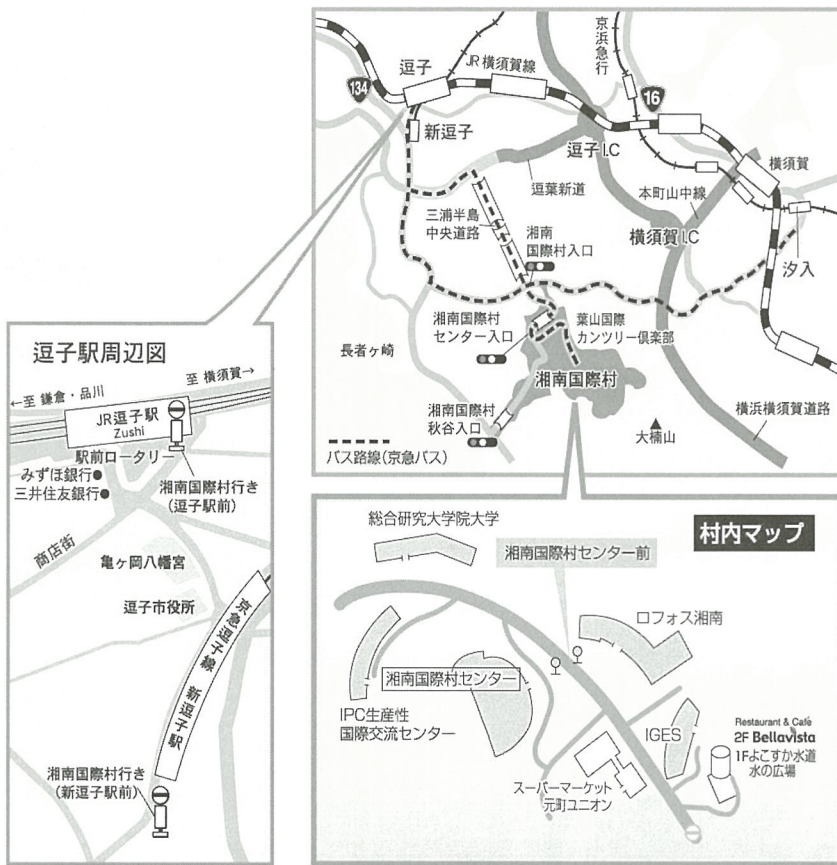 京浜急行
JR 横須賀線
逗子
134
16
新逗子
逗子 I.C
横須賀
逗葉新道
本町山中線
三浦半島
中央道路
湘南
国際村入口
横須賀 I.C
汐入
湘南国際村
センター入口
葉山国際
カンツリー倶楽部
長者ヶ崎
湘南国際村
湘南国際村
秋谷入口
大楠山
横浜横須賀道路
バス路線(京急バス)
逗子駅周辺図
←至 鎌倉・品川
至 横須賀→
JR逗子駅
Zushi
駅前ロータリー
みずほ銀行
三井住友銀行
湘南国際村行き
(逗子駅前)
商店街
亀ヶ岡八幡宮
逗子市役所
京急逗子線 新逗子駅
湘南国際村行き
(新逗子駅前)
村内マップ
総合研究大学院大学
湘南国際村センター前
ロフォス湘南
湘南国際村センター
IPC生産性
国際交流センター
IGES
Restaurant & Café
2F Bellavista
1Fよこすか水道
水の広場
スーパーマーケット
元町ユニオン